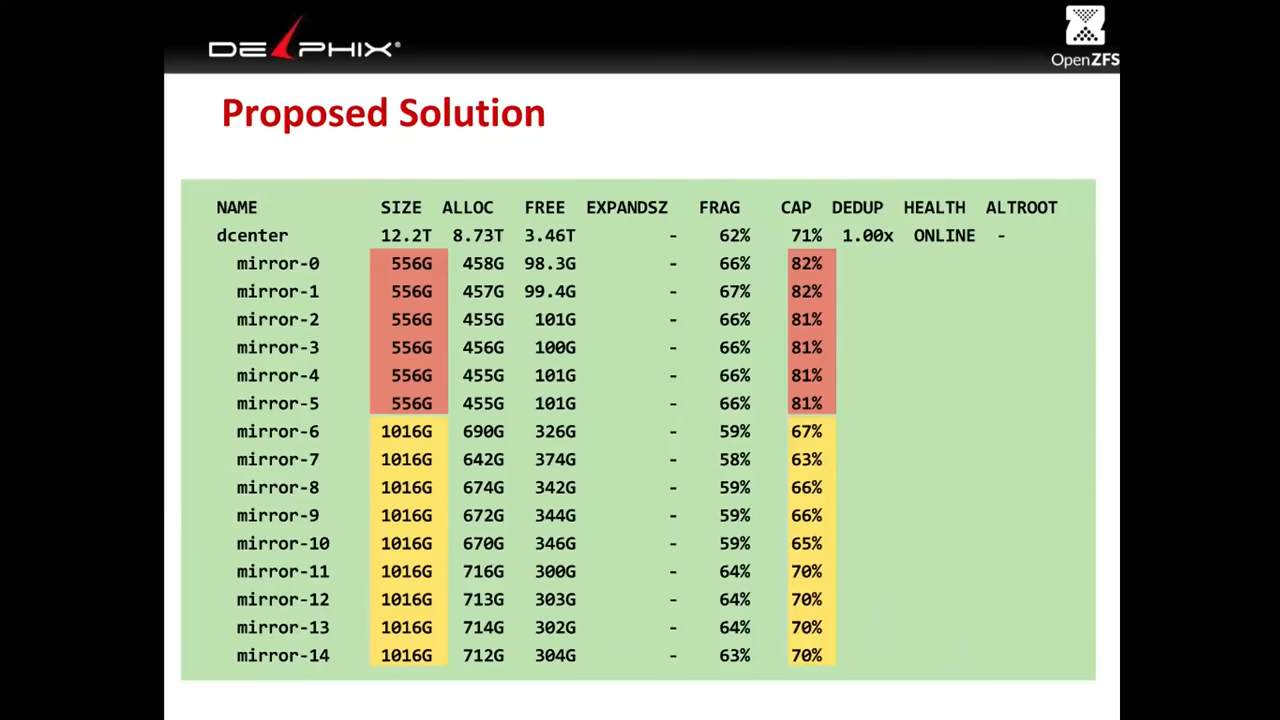 DELPHIX®
OpenZFS
Proposed Solution
NAME SIZE ALLOC FREE EXPANDSZ FRAG CAP DEDUP HEALTH ALTROOT
dcenter 12.2T 8.73T 3.46T - 62% 71% 1.00x ONLINE -
mirror-0 556G 458G 98.3G - 66% 82%
mirror-1 556G 457G 99.4G - 67% 82%
mirror-2 556G 455G 101G - 66% 81%
mirror-3 556G 456G 100G - 66% 81%
mirror-4 556G 455G 101G - 66% 81%
mirror-5 556G 455G 101G - 66% 81%
mirror-6 1016G 690G 326G - 59% 67%
mirror-7 1016G 642G 374G - 58% 63%
mirror-8 1016G 674G 342G - 59% 66%
mirror-9 1016G 672G 344G - 59% 66%
mirror-10 1016G 670G 346G - 59% 65%
mirror-11 1016G 716G 300G - 64% 70%
mirror-12 1016G 713G 303G - 64% 70%
mirror-13 1016G 714G 302G - 64% 70%
mirror-14 1016G 712G 304G - 63% 70%